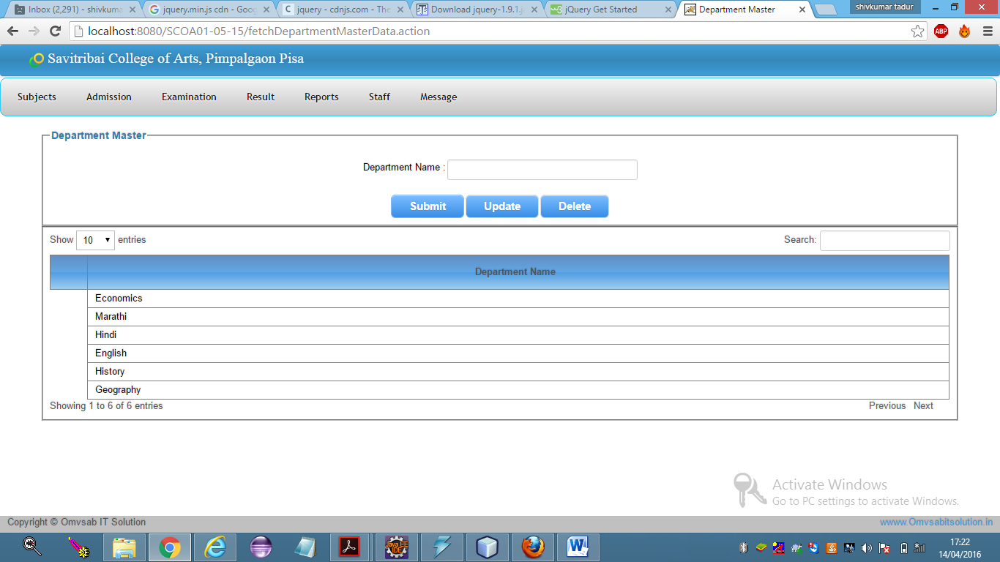 Inbox (2,291) - shivkuma
jquery.min.js cdn - Goog
jquery - cdnjs.com - The
Download jquery-1.9.1.j
jQuery Get Started
Department Master
shivkumar tadur
localhost:8080/SCOA01-05-15/fetchDepartmentMasterData.action
ABP
Savitribai College of Arts, Pimpalgaon Pisa
Subjects Admission Examination Result Reports Staff Message
Department Master
Department Name :
Submit Update Delete
Show 10 entries Search:
Department Name
Economics
Marathi
Hindi
English
History
Geography
Showing 1 to 6 of 6 entries Previous Next
Activate Windows
Go to PC settings to activate Windows.
Copyright © Omvsab IT Solution wwww.Omvsabitsolution.in
Java EE
IDE
17:22
14/04/2016